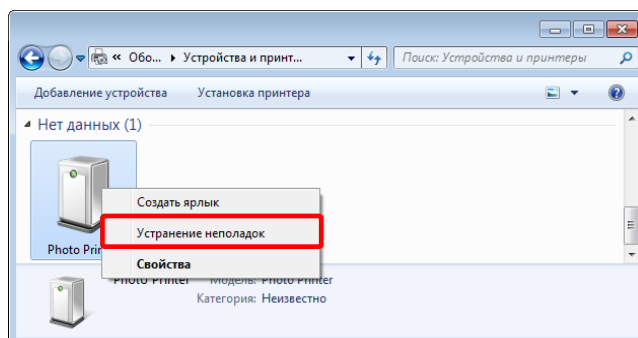 « Обо... ▸ Устройства и принт...
Поиск: Устройства и принтеры
Добавление устройства Установка принтера
Нет данных (1)
Создать ярлык
Устранение неполадок
Photo Prin
Свойства
Photo Printer Модель: Photo Printer
Категория: Неизвестно